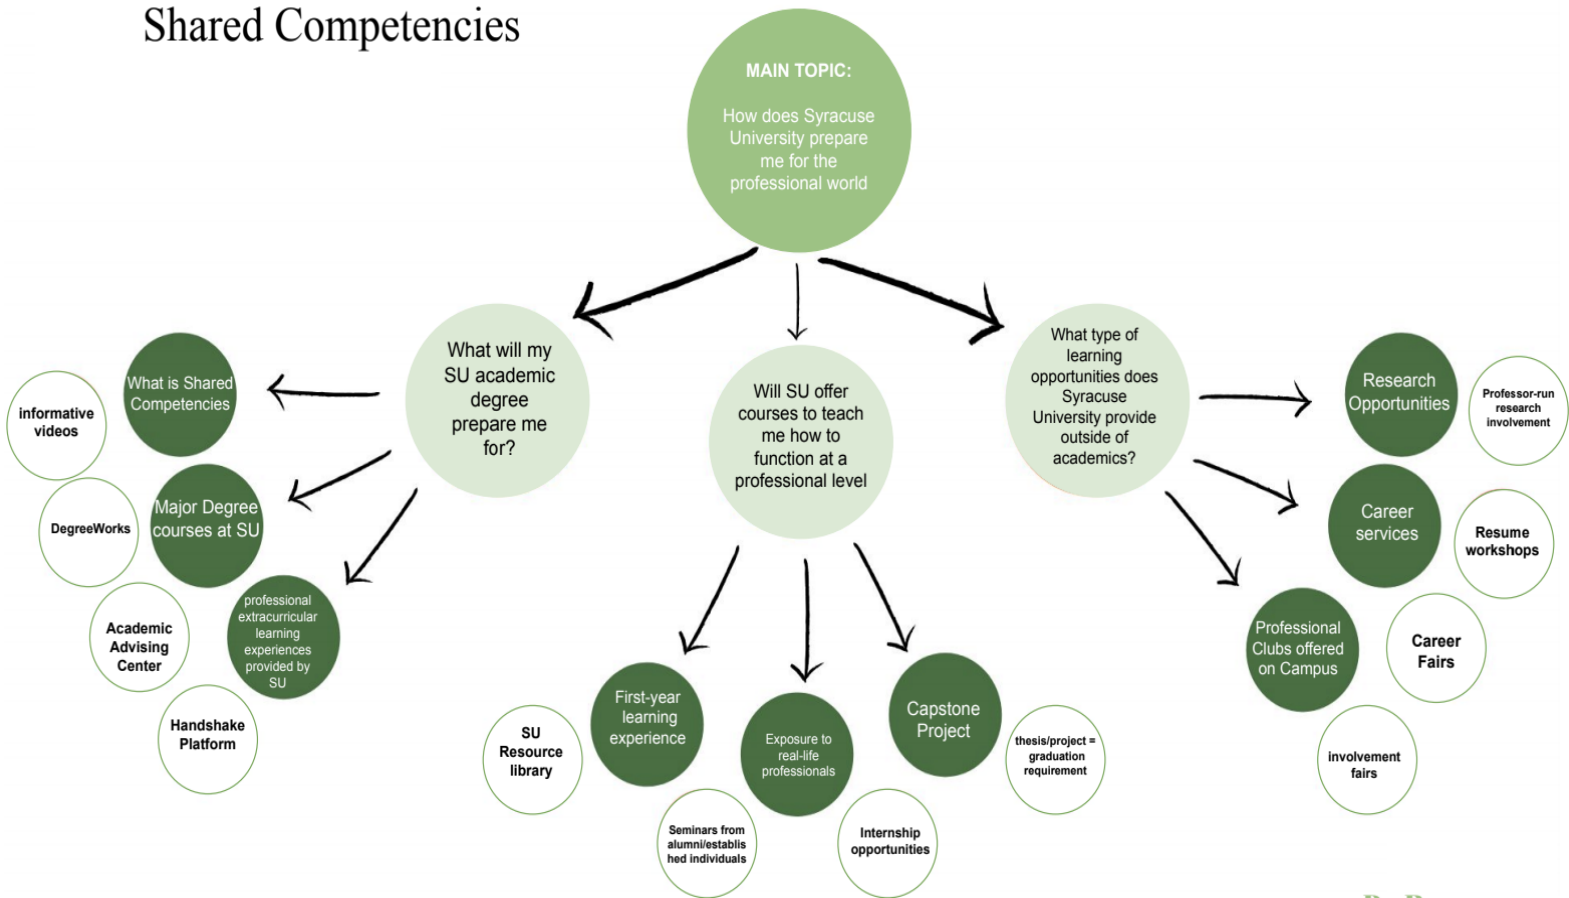 Shared Competencies
MAIN TOPIC:
How does Syracuse
University prepare
me for the
professional world
What will my
SU academic
degree
prepare me
for?
What is Shared
Competencies
informative
videos
Major Degree
courses at SU
DegreeWorks
professional
extracurricular
learning
experiences
provided by
SU
Academic
Advising
Center
Handshake
Platform
Will SU offer
courses to teach
me how to
function at a
professional level
First-year
learning
experience
SU
Resource
library
Exposure to
real-life
professionals
Seminars from
alumni/establis
hed individuals
Internship
opportunities
Capstone
Project
thesis/project =
graduation
requirement
What type of
learning
opportunities does
Syracuse
University provide
outside of
academics?
Research
Opportunities
Professor-run
research
involvement
Career
services
Resume
workshops
Career
Fairs
Professional
Clubs offered
on Campus
involvement
fairs